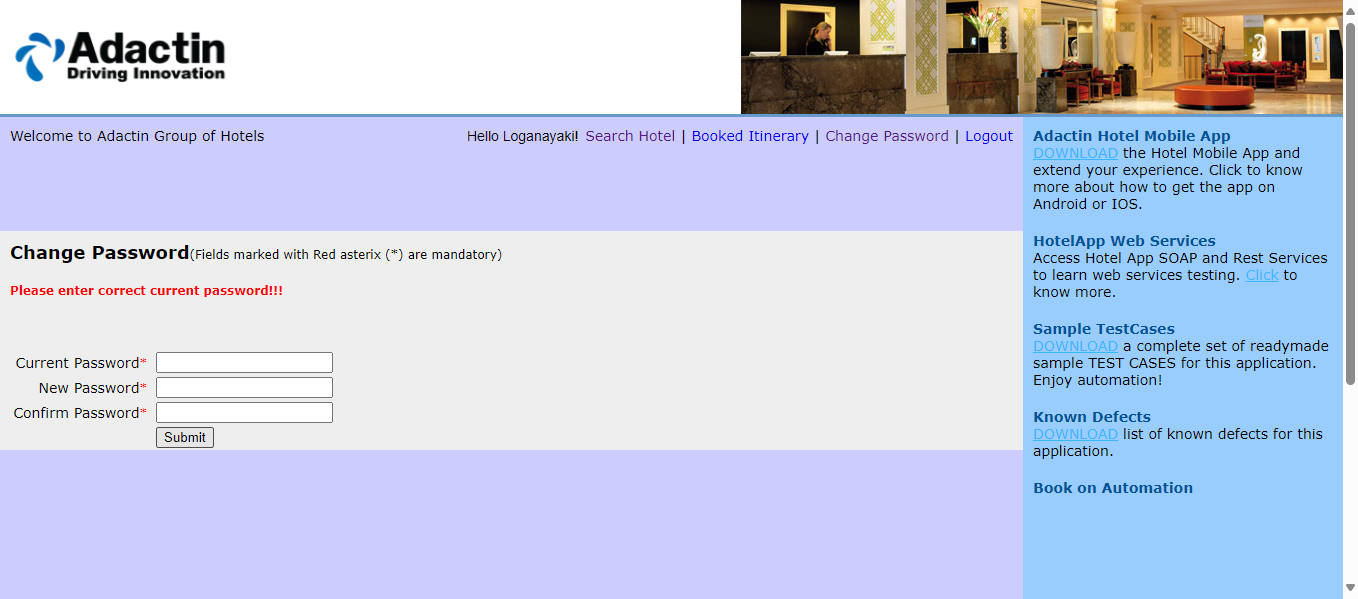 Adactin
Driving Innovation
Welcome to Adactin Group of Hotels
Hello Loganayaki! Search Hotel | Booked Itinerary | Change Password | Logout
Change Password(Fields marked with Red asterix (*) are mandatory)
Please enter correct current password!!!
Current Password*
New Password*
Confirm Password*
Submit
Adactin Hotel Mobile App
DOWNLOAD the Hotel Mobile App and
extend your experience. Click to know
more about how to get the app on
Android or IOS.
HotelApp Web Services
Access Hotel App SOAP and Rest Services
to learn web services testing. Click to
know more.
Sample TestCases
DOWNLOAD a complete set of readymade
sample TEST CASES for this application.
Enjoy automation!
Known Defects
DOWNLOAD list of known defects for this
application.
Book on Automation